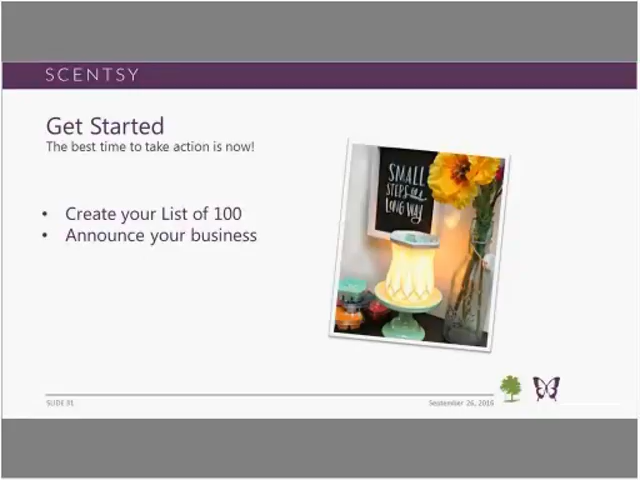 SCENTSY
Get Started
The best time to take action is now!
• Create your List of 100
• Announce your business
SMALL
STEPS
LONG WAY
SLIDE 31
September 26, 2016